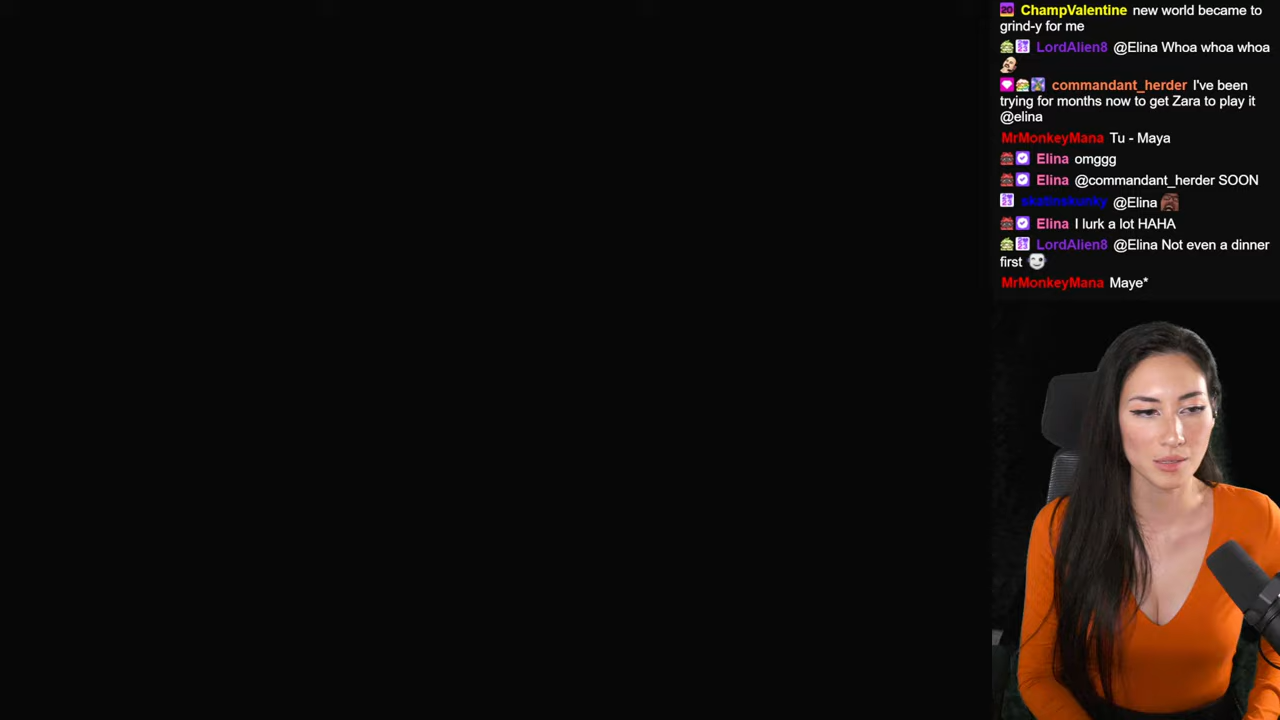 20 ChampValentine new world became to
grind-y for me
LordAlien8 @Elina Whoa whoa whoa
commandant_herder I've been
trying for months now to get Zara to play it
@elina
MrMonkeyMana Tu - Maya
Elina omggg
Elina @commandant_herder SOON
skatinskunky @Elina
Elina I lurk a lot HAHA
LordAlien8 @Elina Not even a dinner
first
MrMonkeyMana Maye*